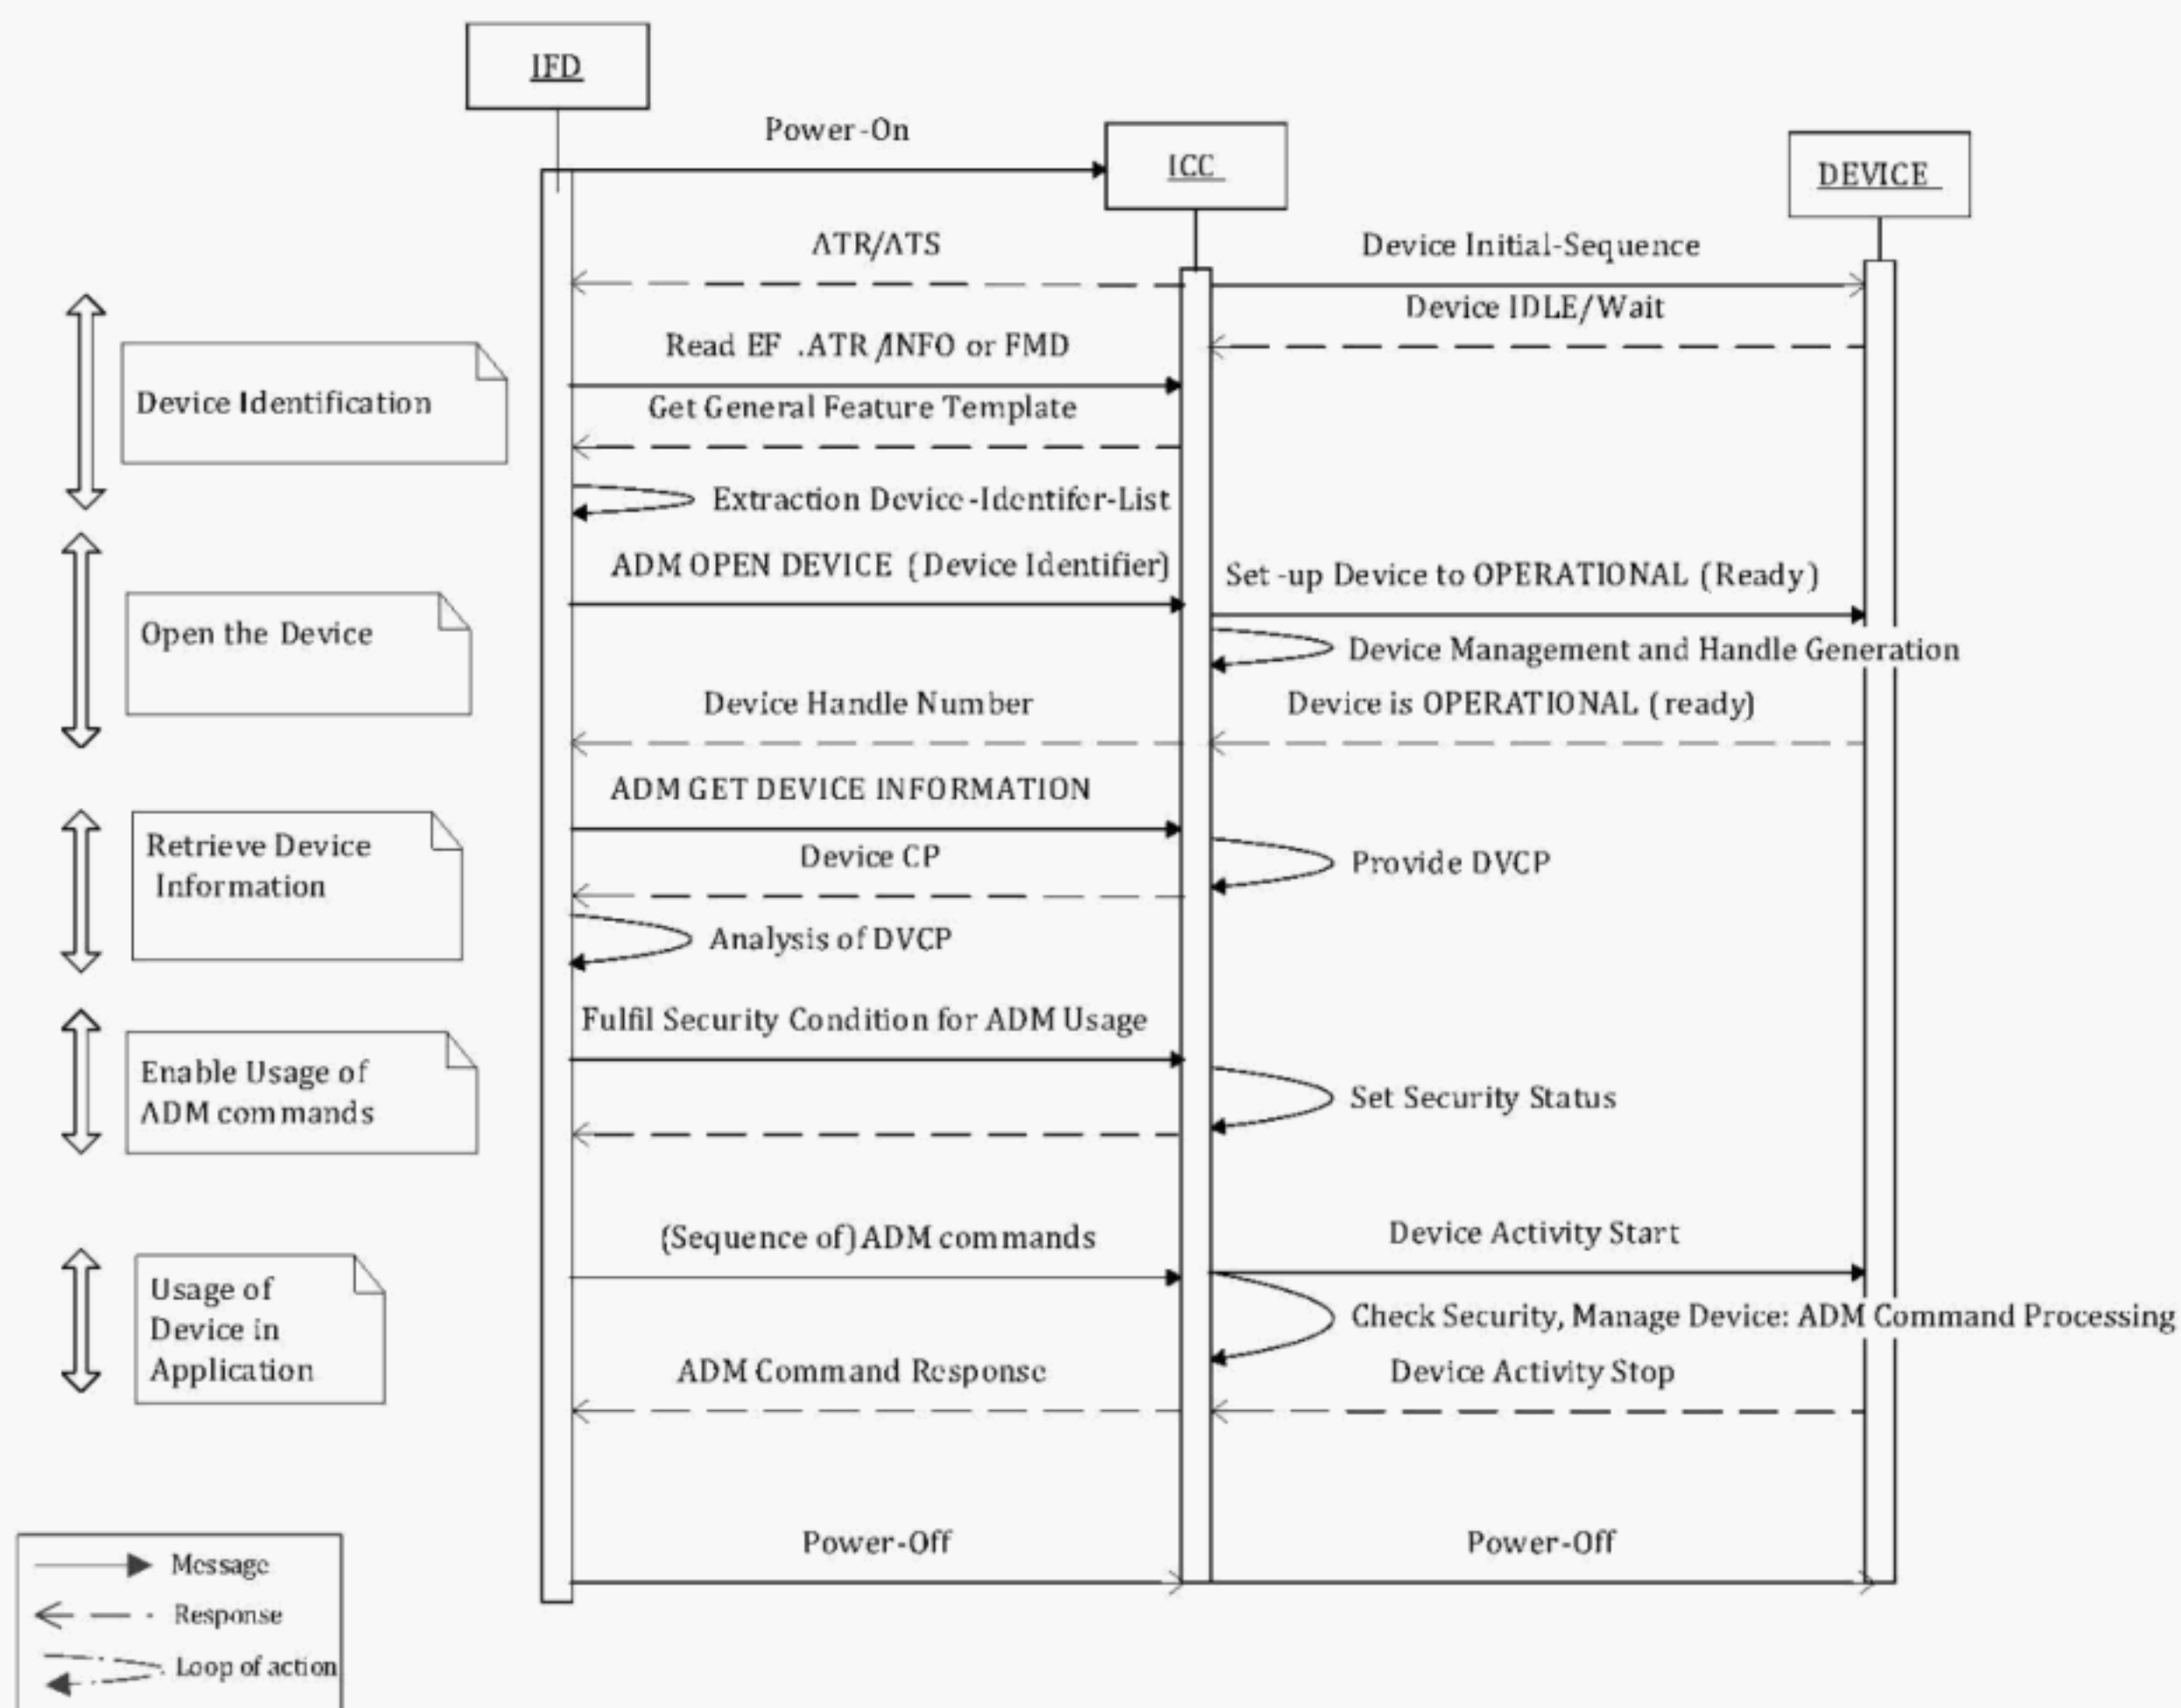 IFD
Power-On
ICC
DEVICE
ATR/ATS
Device Initial-Sequence
Device IDLE/Wait
Read EF .ATR /INFO or FMD
Device Identification
Get General Feature Template
Extraction Device-Identifer-List
ADM OPEN DEVICE (Device Identifier)
Set-up Device to OPERATIONAL (Ready)
Open the Device
Device Management and Handle Generation
Device Handle Number
Device is OPERATIONAL (ready)
ADM GET DEVICE INFORMATION
Retrieve Device
Information
Device CP
Provide DVCP
Analysis of DVCP
Fulfil Security Condition for ADM Usage
Enable Usage of
ADM commands
Set Security Status
(Sequence of) ADM commands
Device Activity Start
Usage of
Device in
Application
Check Security, Manage Device: ADM Command Processing
ADM Command Response
Device Activity Stop
Power-Off
Power-Off
Message
Response
Loop of action